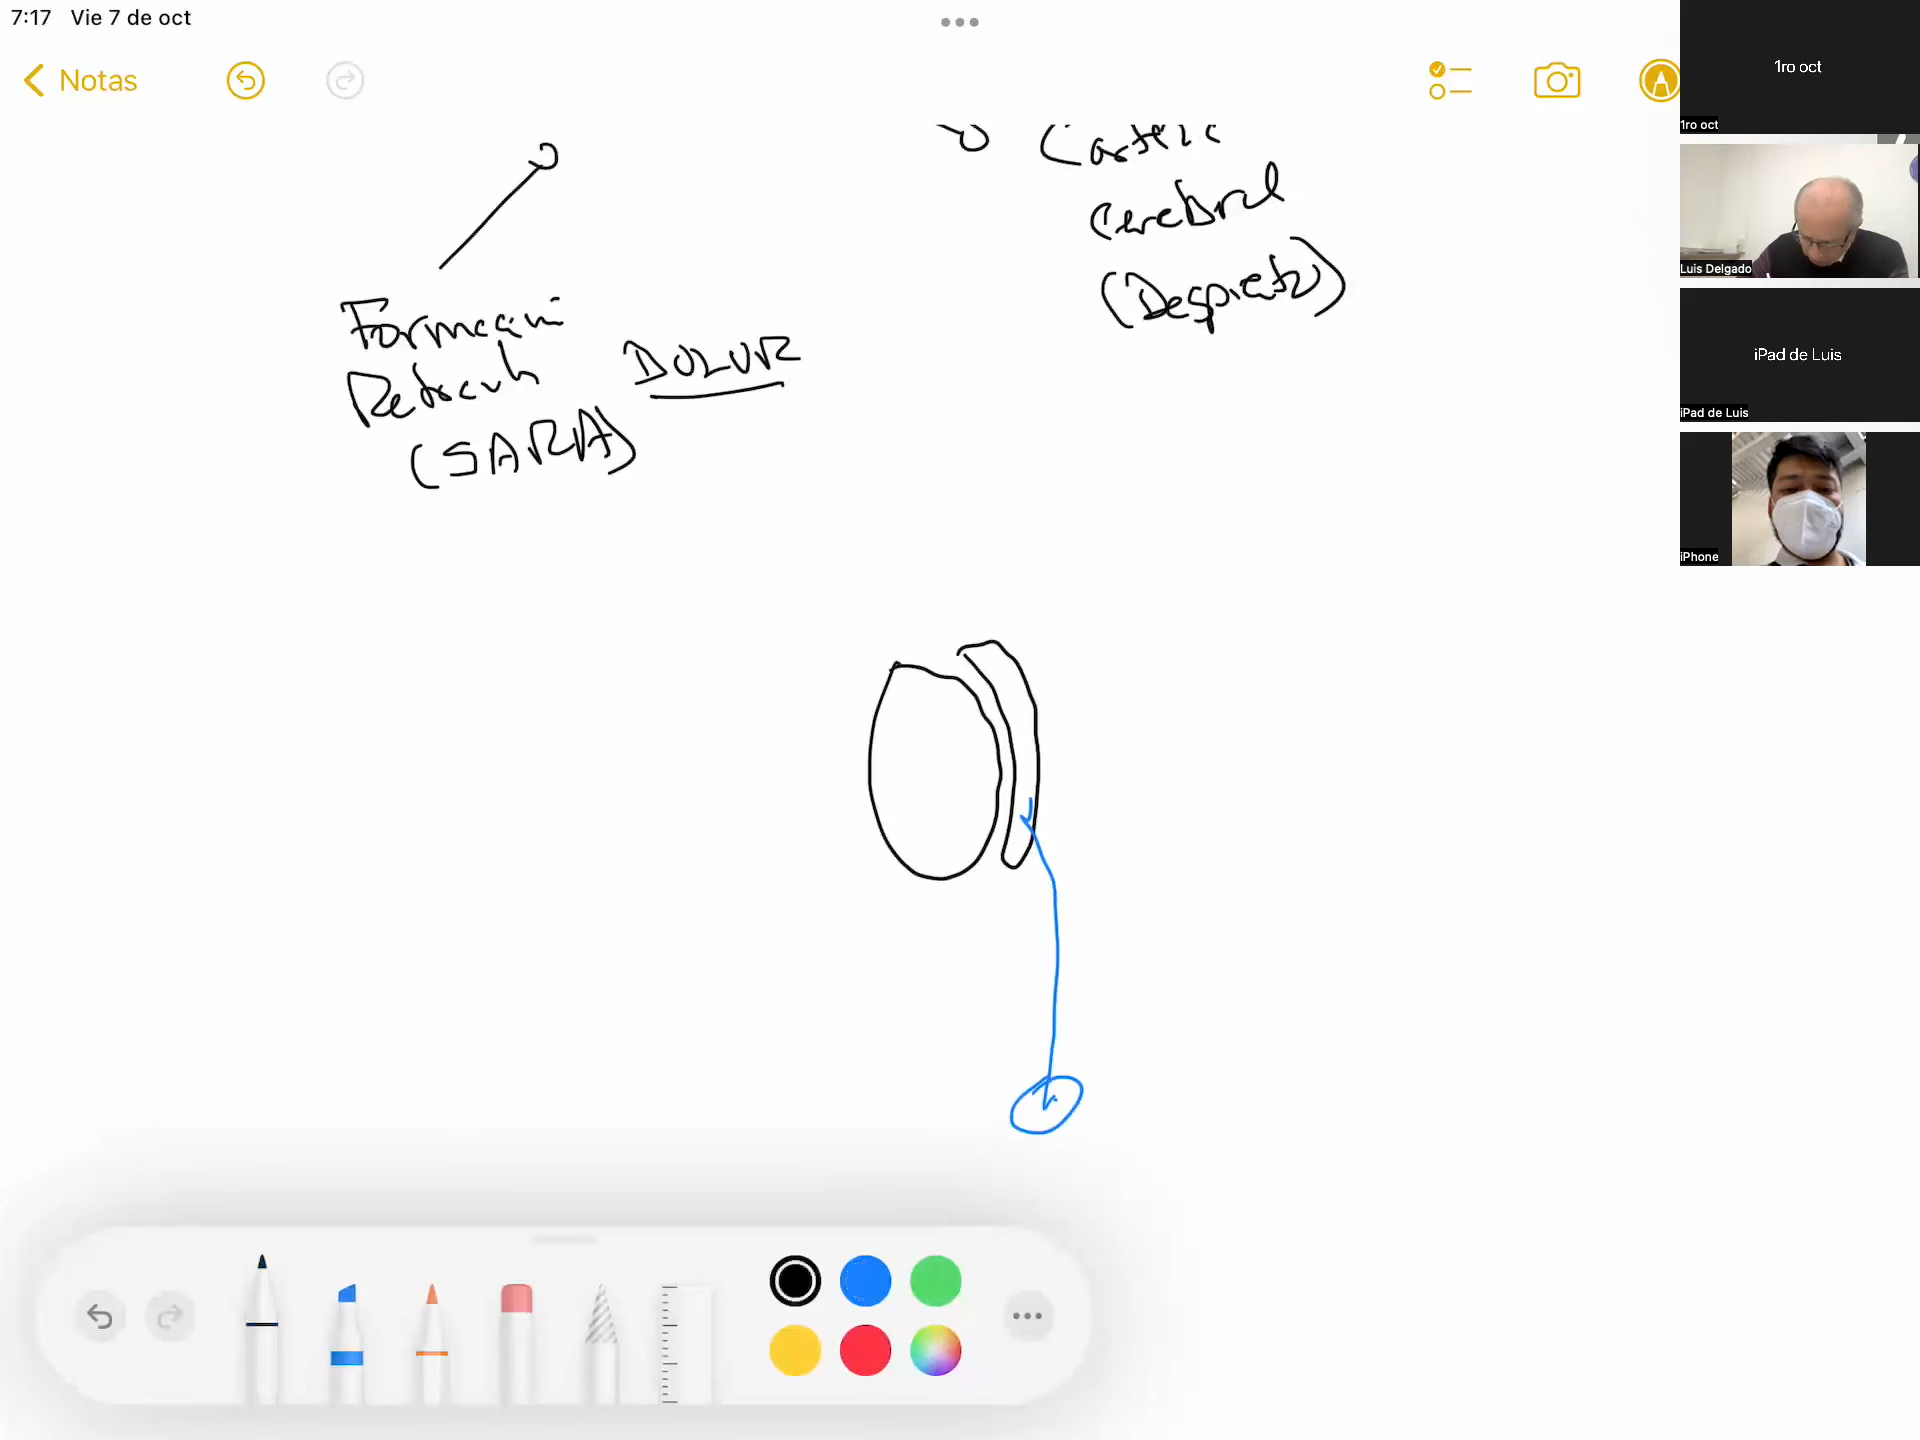 7:17 Vie 7 de oct
Notas
Corteza
Cerebral
(Despierto)
Formación
Reticular
(SARA)
DOLOR
1ro oct
1ro oct
Luis Delgado
iPad de Luis
iPad de Luis
iPhone